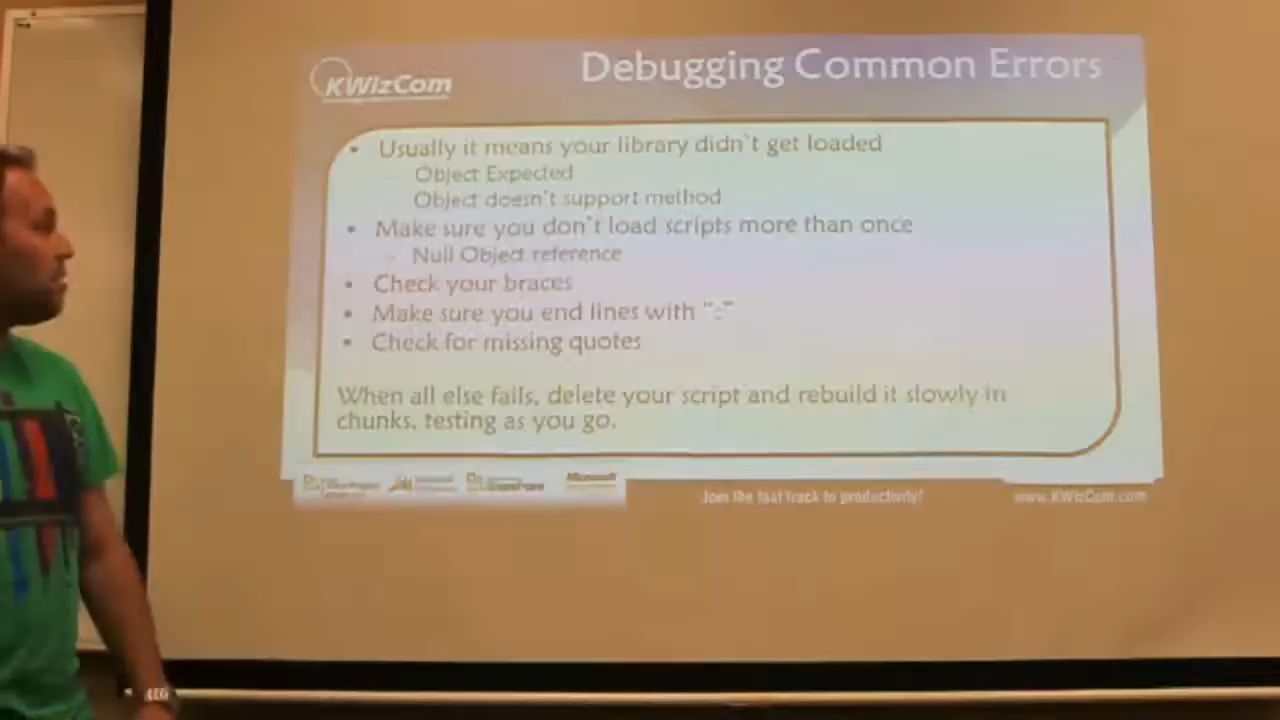 KWizCom
Debugging Common Errors
• Usually it means your library didn't get loaded
Object Expected
Object doesn't support method
• Make sure you don't load scripts more than once
– Null Object reference
• Check your braces
• Make sure you end lines with ";"
• Check for missing quotes
When all else fails, delete your script and rebuild it slowly in
chunks, testing as you go.
Microsoft
Join the fast track to productivity!
www.KWizCom.com